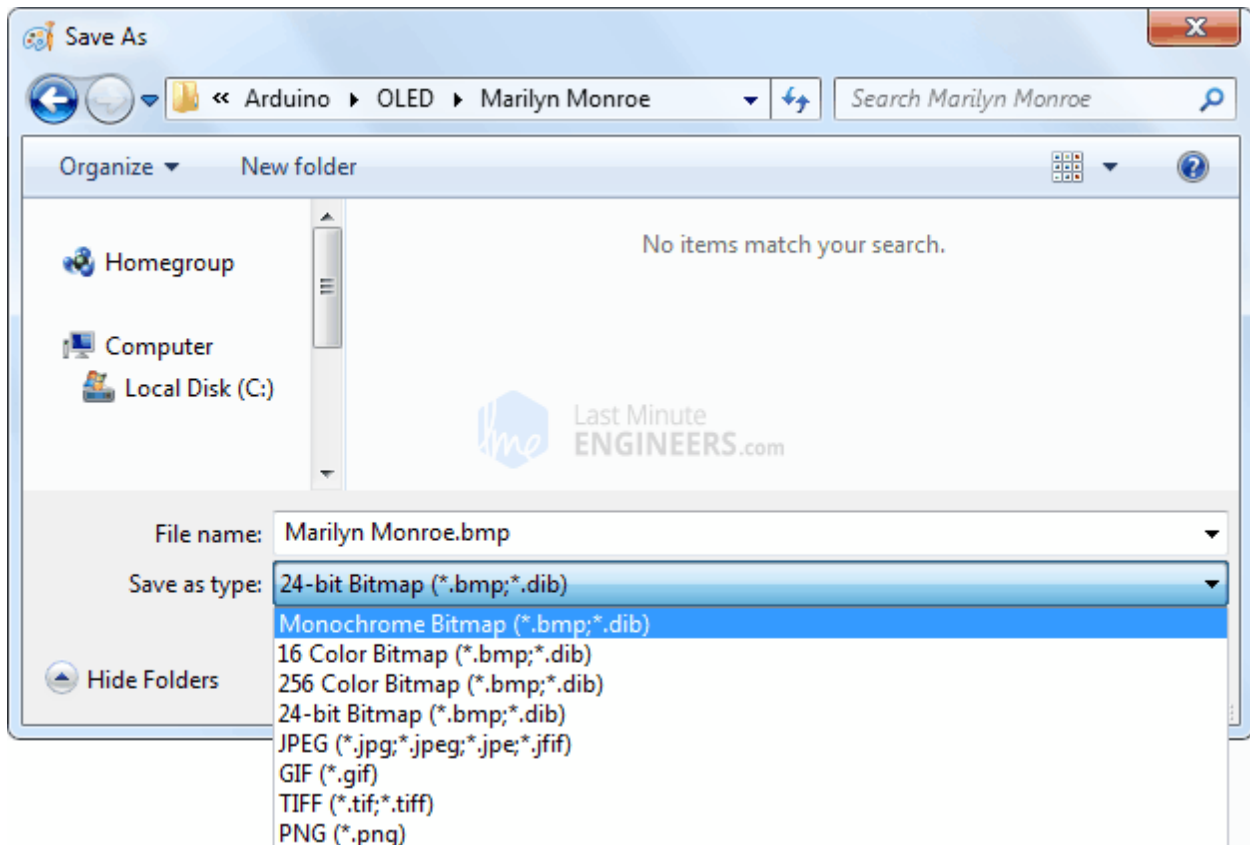 Save As
« Arduino ▸ OLED ▸ Marilyn Monroe
Search Marilyn Monroe
Organize
New folder
No items match your search.
Homegroup
Computer
Local Disk (C:)
lme
Last Minute
ENGINEERS.com
File name: Marilyn Monroe.bmp
Save as type: 24-bit Bitmap (*.bmp;*.dib)
Monochrome Bitmap (*.bmp;*.dib)
16 Color Bitmap (*.bmp;*.dib)
256 Color Bitmap (*.bmp;*.dib)
24-bit Bitmap (*.bmp;*.dib)
JPEG (*.jpg;*.jpeg;*.jpe;*.jfif)
GIF (*.gif)
TIFF (*.tif;*.tiff)
PNG (*.png)
Hide Folders